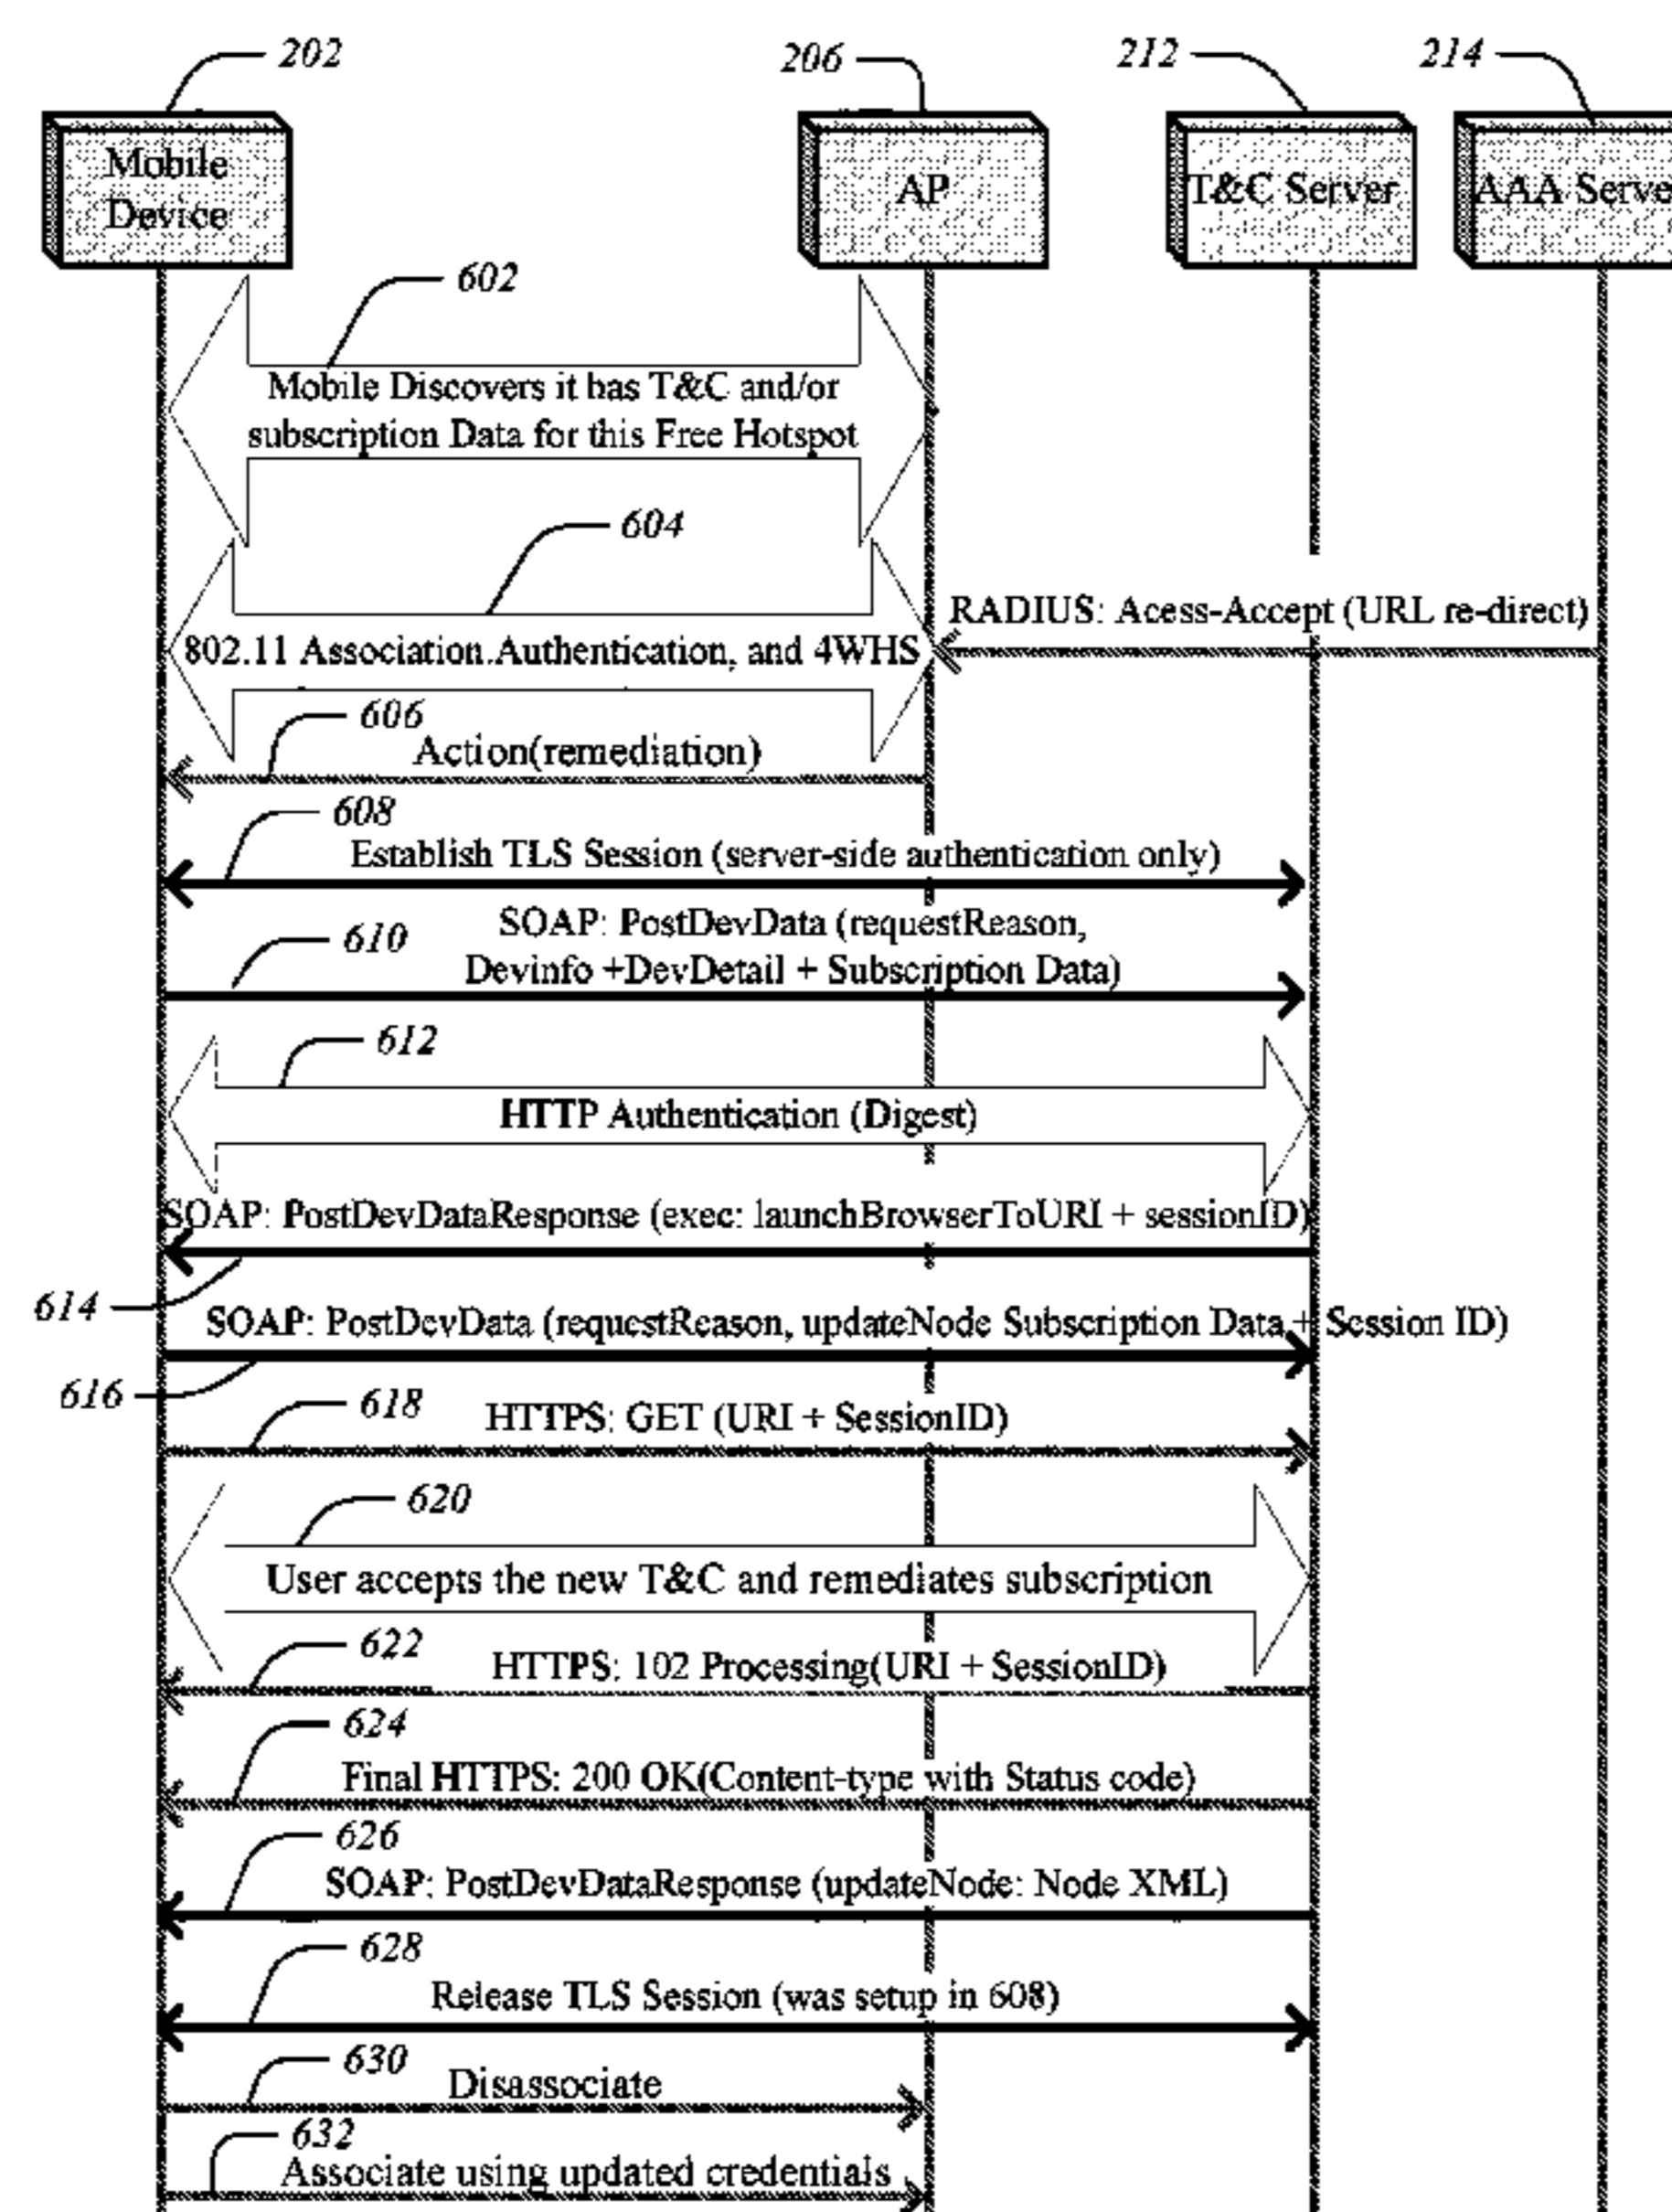 202
206
212
214
Mobile
Device
AP
T&C Server
AAA Serve
602
Mobile Discovers it has T&C and/or
subscription Data for this Free Hotspot
604
RADIUS: Acess-Accept (URL re-direct)
802.11 Association.Authentication, and 4WHS
606
Action(remediation)
608
Establish TLS Session (server-side authentication only)
610
SOAP: PostDevData (requestReason,
Devinfo +DevDetail + Subscription Data)
612
HTTP Authentication (Digest)
SOAP: PostDevDataResponse (exec: launchBrowserToURI + sessionID)
614
SOAP: PostDevData (requestReason, updateNode Subscription Data + Session ID)
616
618
HTTPS: GET (URI + SessionID)
620
User accepts the new T&C and remediates subscription
622
HTTPS: 102 Processing(URI + SessionID)
624
Final HTTPS: 200 OK(Content-type with Status code)
626
SOAP: PostDevDataResponse (updateNode: Node XML)
628
Release TLS Session (was setup in 608)
630
Disassociate
632
Associate using updated credentials